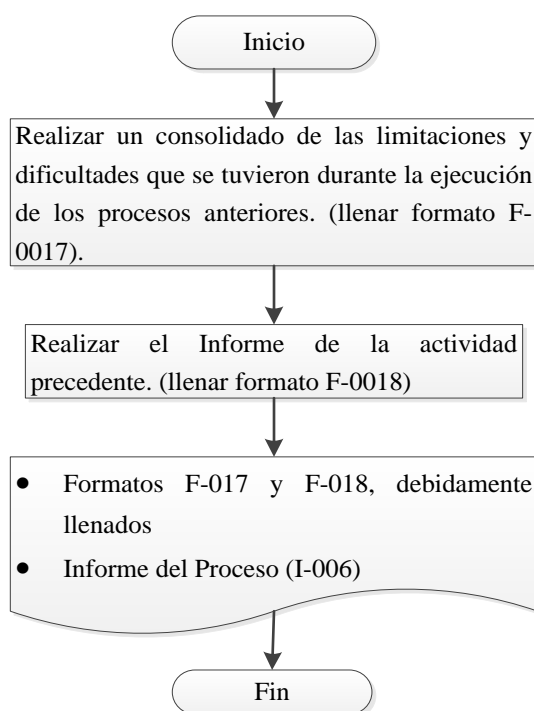 Inicio
Realizar un consolidado de las limitaciones y
dificultades que se tuvieron durante la ejecución
de los procesos anteriores. (llenar formato F-
0017).
Realizar el Informe de la actividad
precedente. (llenar formato F-0018)
● Formatos F-017 y F-018, debidamente
llenados
● Informe del Proceso (I-006)
Fin